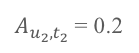 A_{u_2,t_2} = 0.2